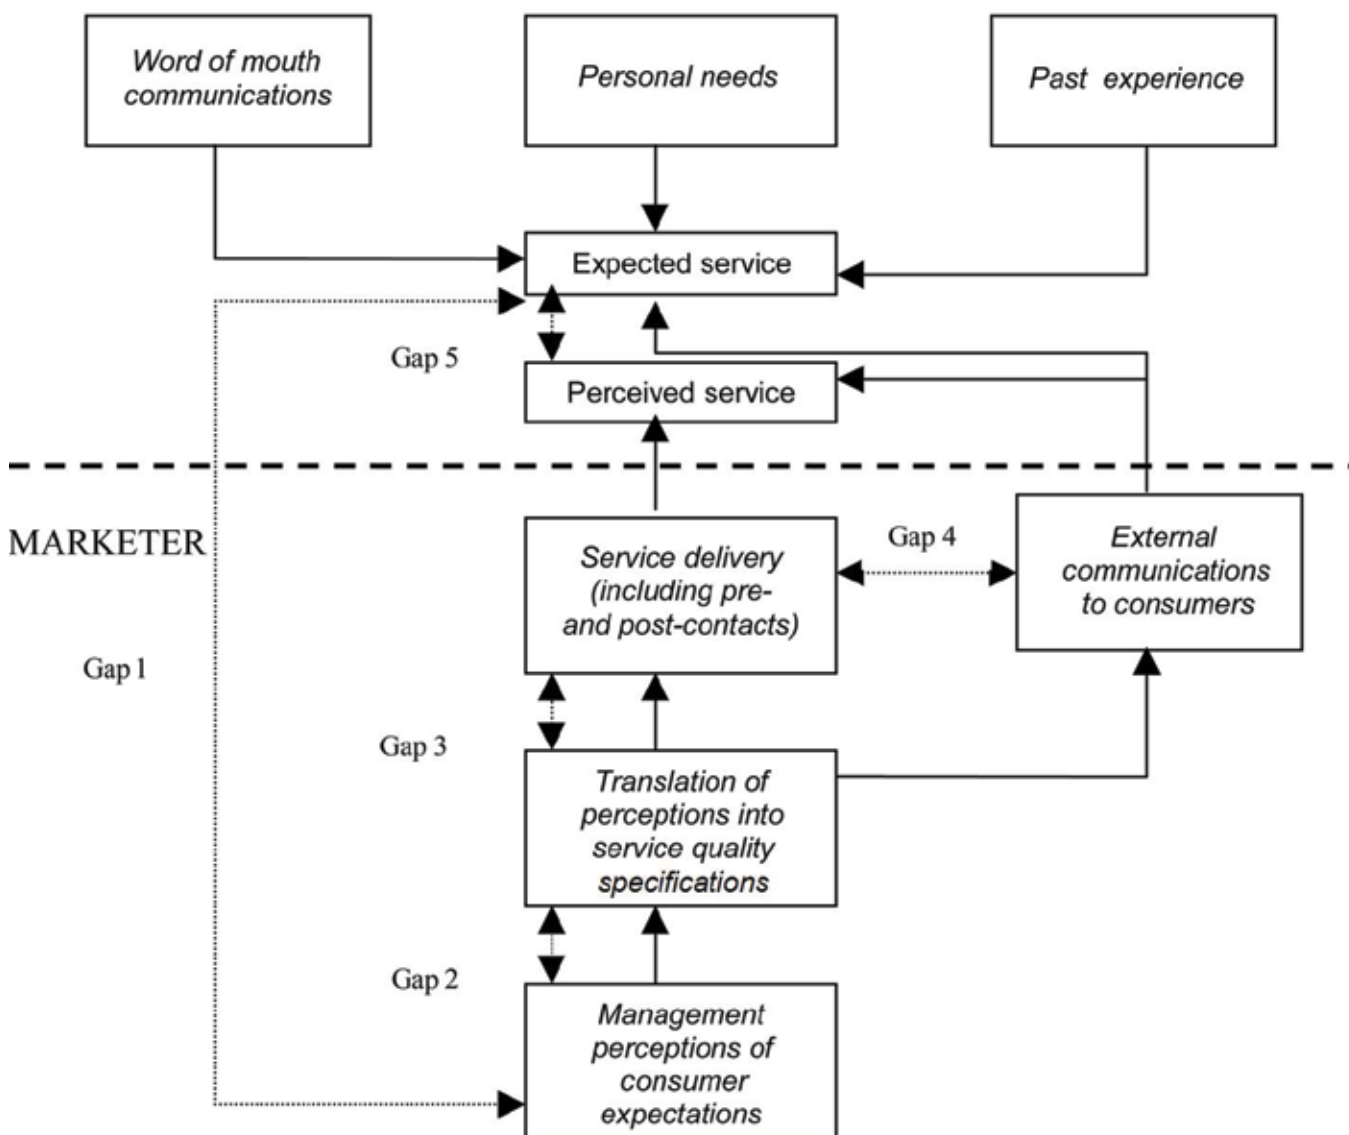 Word of mouth
communications
Personal needs
Past experience
Expected service
Gap 5
Perceived service
MARKETER
Service delivery
(including pre-
and post-contacts)
Gap 4
External
communications
to consumers
Gap 1
Gap 3
Translation of
perceptions into
service quality
specifications
Gap 2
Management
perceptions of
consumer
expectations